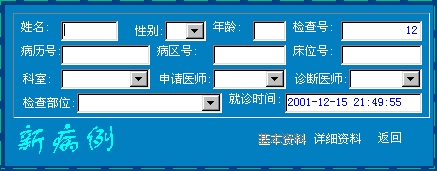 姓名: 性别: 年龄: 检查号: 12
病历号: 病区号: 床位号:
科室: 申请医师: 诊断医师:
检查部位: 就诊时间: 2001-12-15 21:49:55
新病例 基本资料 详细资料 返回